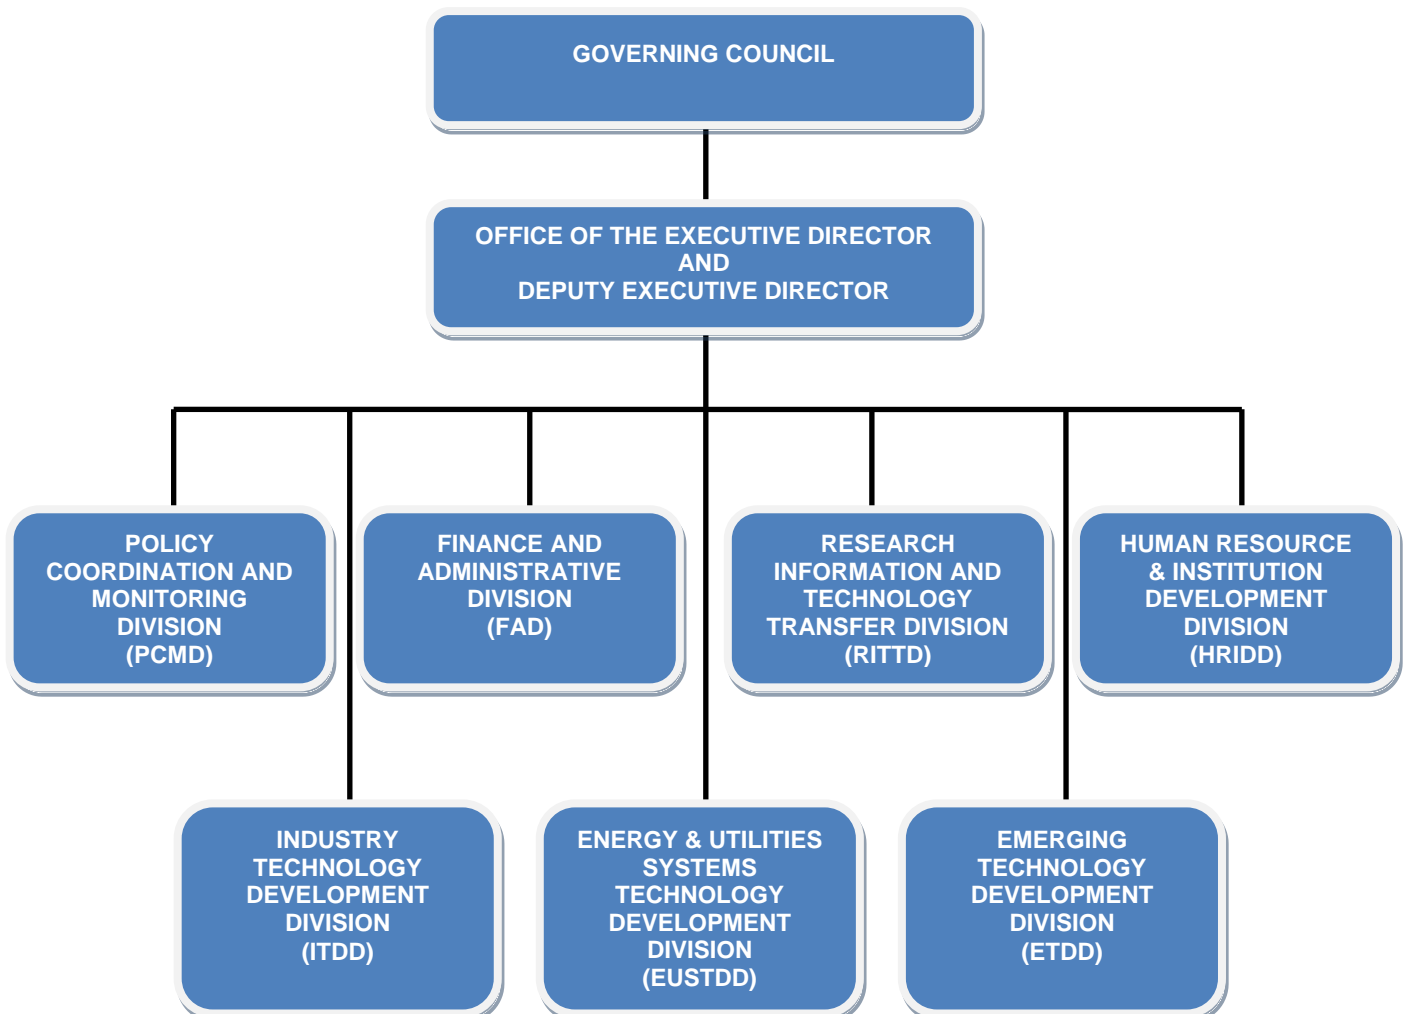 GOVERNING COUNCIL
OFFICE OF THE EXECUTIVE DIRECTOR
AND
DEPUTY EXECUTIVE DIRECTOR
POLICY
COORDINATION AND
MONITORING
DIVISION
(PCMD)
FINANCE AND
ADMINISTRATIVE
DIVISION
(FAD)
RESEARCH
INFORMATION AND
TECHNOLOGY
TRANSFER DIVISION
(RITTD)
HUMAN RESOURCE
& INSTITUTION
DEVELOPMENT
DIVISION
(HRIDD)
INDUSTRY
TECHNOLOGY
DEVELOPMENT
DIVISION
(ITDD)
ENERGY & UTILITIES
SYSTEMS
TECHNOLOGY
DEVELOPMENT
DIVISION
(EUSTDD)
EMERGING
TECHNOLOGY
DEVELOPMENT
DIVISION
(ETDD)